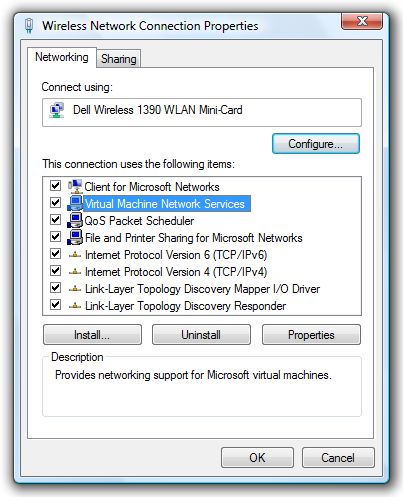 Wireless Network Connection Properties
Networking
Sharing
Connect using:
Dell Wireless 1390 WLAN Mini-Card
Configure...
This connection uses the following items:
Client for Microsoft Networks
Virtual Machine Network Services
QoS Packet Scheduler
File and Printer Sharing for Microsoft Networks
Internet Protocol Version 6 (TCP/IPv6)
Internet Protocol Version 4 (TCP/IPv4)
Link-Layer Topology Discovery Mapper I/O Driver
Link-Layer Topology Discovery Responder
Install...
Uninstall
Properties
Description
Provides networking support for Microsoft virtual machines.
OK
Cancel